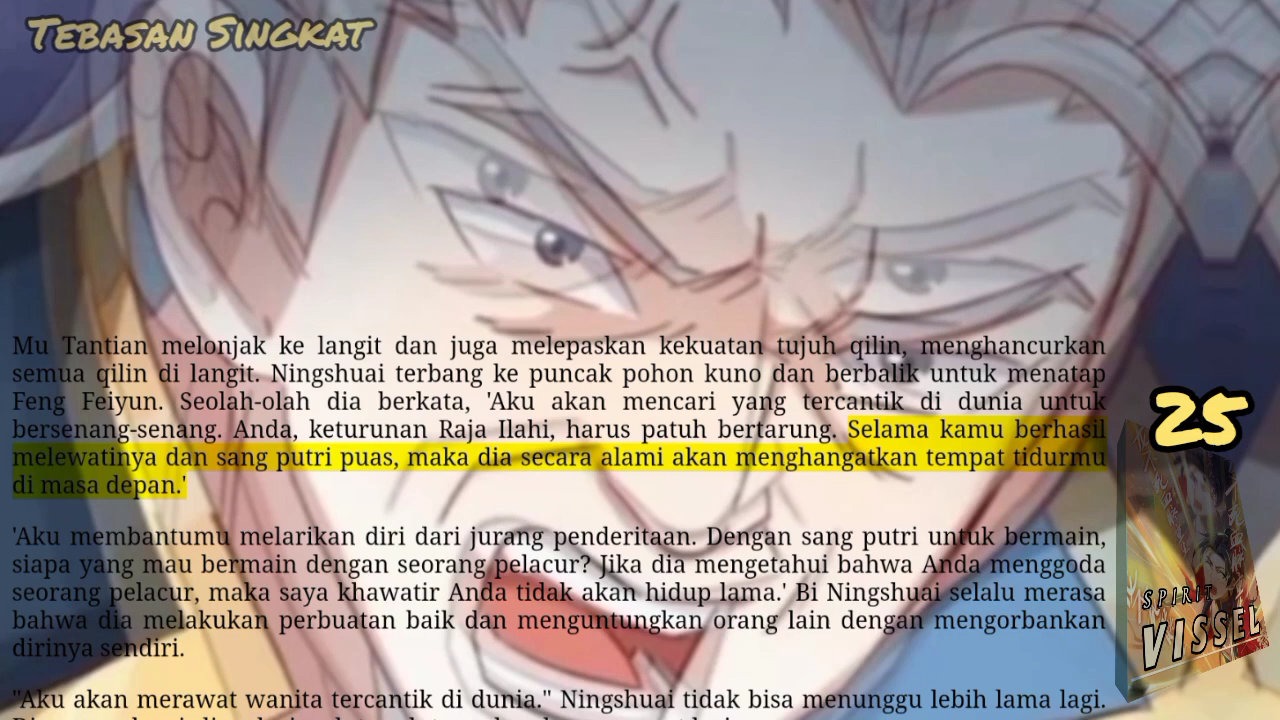 TEBASAN SINGKAT
Mu Tantian melonjak ke langit dan juga melepaskan kekuatan tujuh qilin, menghancurkan
semua qilin di langit. Ningshuai terbang ke puncak pohon kuno dan berbalik untuk menatap
Feng Feiyun. Seolah-olah dia berkata, 'Aku akan mencari yang tercantik di dunia untuk
bersenang-senang. Anda, keturunan Raja Ilahi, harus patuh bertarung. Selama kamu berhasil
melewatinya dan sang putri puas, maka dia secara alami akan menghangatkan tempat tidurmu
di masa depan.'
'Aku membantumu melarikan diri dari jurang penderitaan. Dengan sang putri untuk bermain,
siapa yang mau bermain dengan seorang pelacur? Jika dia mengetahui bahwa Anda menggoda
seorang pelacur, maka saya khawatir Anda tidak akan hidup lama.' Bi Ningshuai selalu merasa
bahwa dia melakukan perbuatan baik dan menguntungkan orang lain dengan mengorbankan
dirinya sendiri.
"Aku akan merawat wanita tercantik di dunia." Ningshuai tidak bisa menunggu lebih lama lagi.
25
SPIRIT
VISSEL